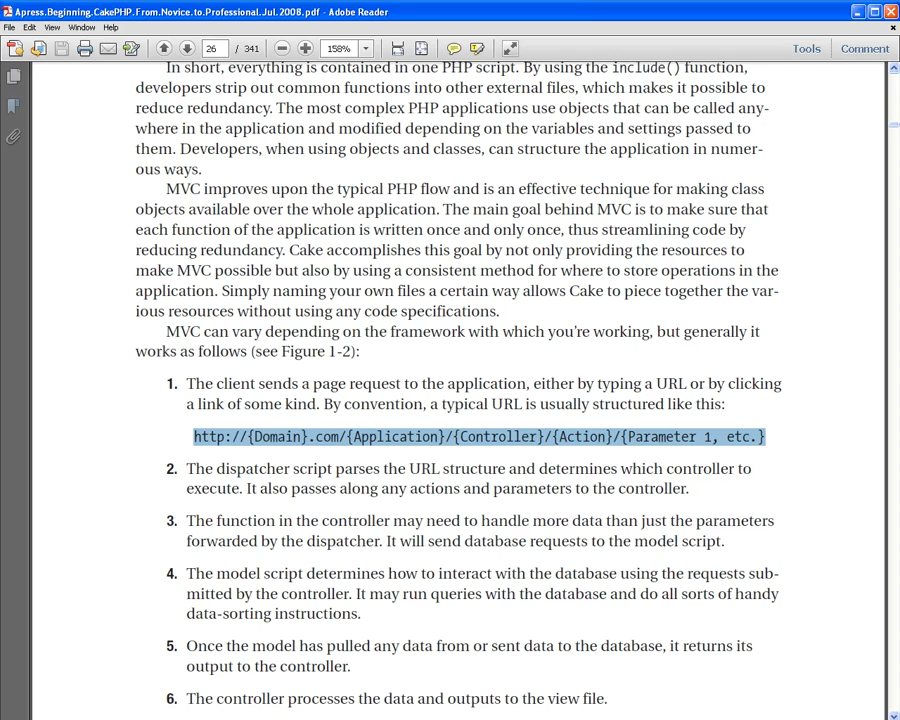 Apress.Beginning.CakePHP.From.Novice.to.Professional.Jul.2008.pdf - Adobe Reader
File Edit View Window Help
26 / 341 158% Tools Comment
In short, everything is contained in one PHP script. By using the include() function,
developers strip out common functions into other external files, which makes it possible to
reduce redundancy. The most complex PHP applications use objects that can be called any-
where in the application and modified depending on the variables and settings passed to
them. Developers, when using objects and classes, can structure the application in numer-
ous ways.
MVC improves upon the typical PHP flow and is an effective technique for making class
objects available over the whole application. The main goal behind MVC is to make sure that
each function of the application is written once and only once, thus streamlining code by
reducing redundancy. Cake accomplishes this goal by not only providing the resources to
make MVC possible but also by using a consistent method for where to store operations in the
application. Simply naming your own files a certain way allows Cake to piece together the var-
ious resources without using any code specifications.
MVC can vary depending on the framework with which you're working, but generally it
works as follows (see Figure 1-2):
1. The client sends a page request to the application, either by typing a URL or by clicking
a link of some kind. By convention, a typical URL is usually structured like this:
http://{Domain}.com/{Application}/{Controller}/{Action}/{Parameter 1, etc.}
2. The dispatcher script parses the URL structure and determines which controller to
execute. It also passes along any actions and parameters to the controller.
3. The function in the controller may need to handle more data than just the parameters
forwarded by the dispatcher. It will send database requests to the model script.
4. The model script determines how to interact with the database using the requests sub-
mitted by the controller. It may run queries with the database and do all sorts of handy
data-sorting instructions.
5. Once the model has pulled any data from or sent data to the database, it returns its
output to the controller.
6. The controller processes the data and outputs to the view file.